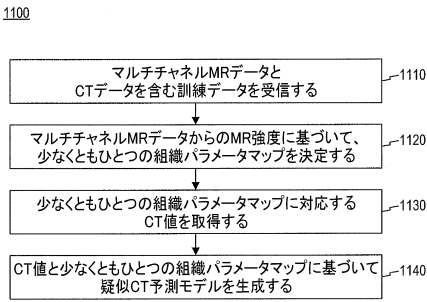 1100
マルチチャネルMRデータと
CTデータを含む訓練データを受信する
1110
マルチチャネルMRデータからのMR強度に基づいて、
少なくともひとつの組織パラメータマップを決定する
1120
少なくともひとつの組織パラメータマップに対応する
CT値を取得する
1130
CT値と少なくともひとつの組織パラメータマップに基づいて
疑似CT予測モデルを生成する
1140